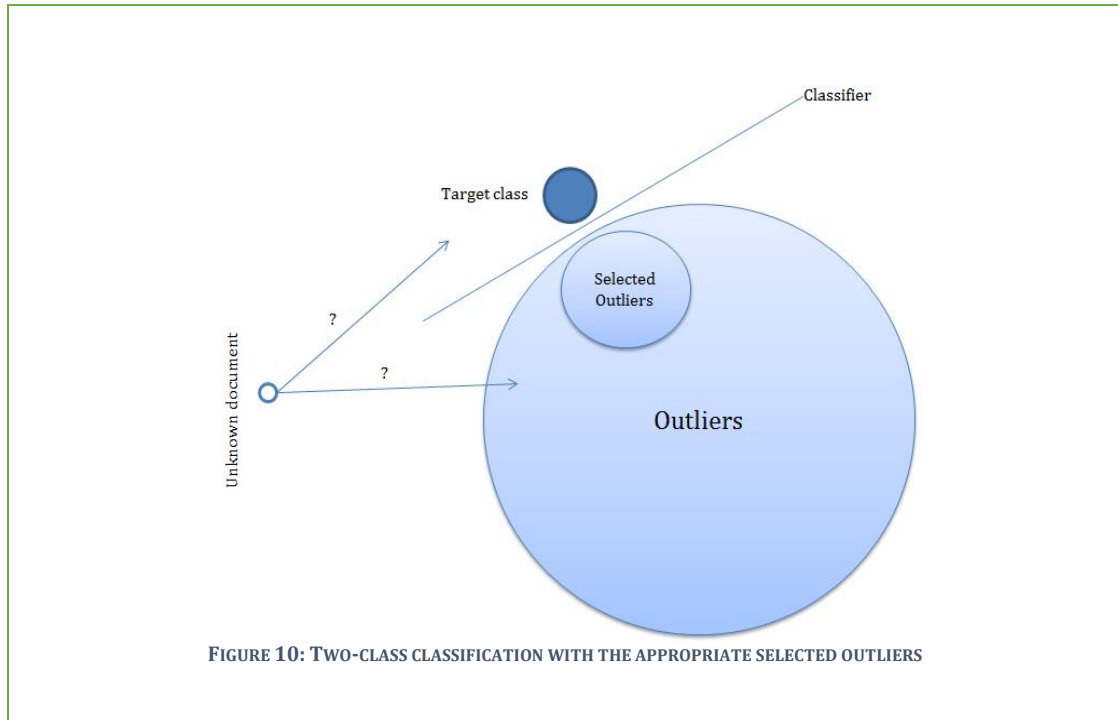 Classifier
Target class
Selected
Outliers
?
?
Unknown document
Outliers
FIGURE 10: TWO-CLASS CLASSIFICATION WITH THE APPROPRIATE SELECTED OUTLIERS